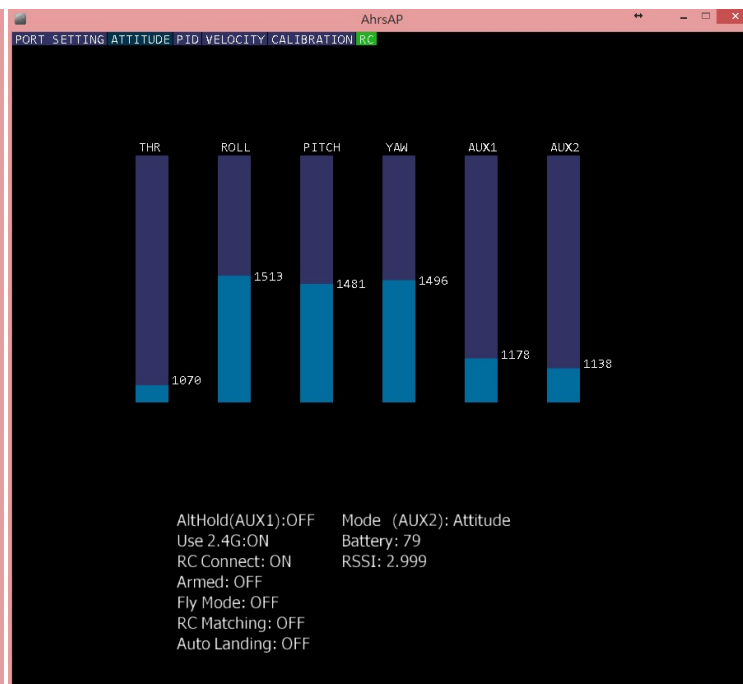 AhrsAP
PORT SETTING ATTITUDE PID VELOCITY CALIBRATION RC
THR ROLL PITCH YAW AUX1 AUX2
1513
1481
1496
1178
1138
1070
AltHold(AUX1):OFF Mode (AUX2): Attitude
Use 2.4G:ON Battery: 79
RC Connect: ON RSSI: 2.999
Armed: OFF
Fly Mode: OFF
RC Matching: OFF
Auto Landing: OFF